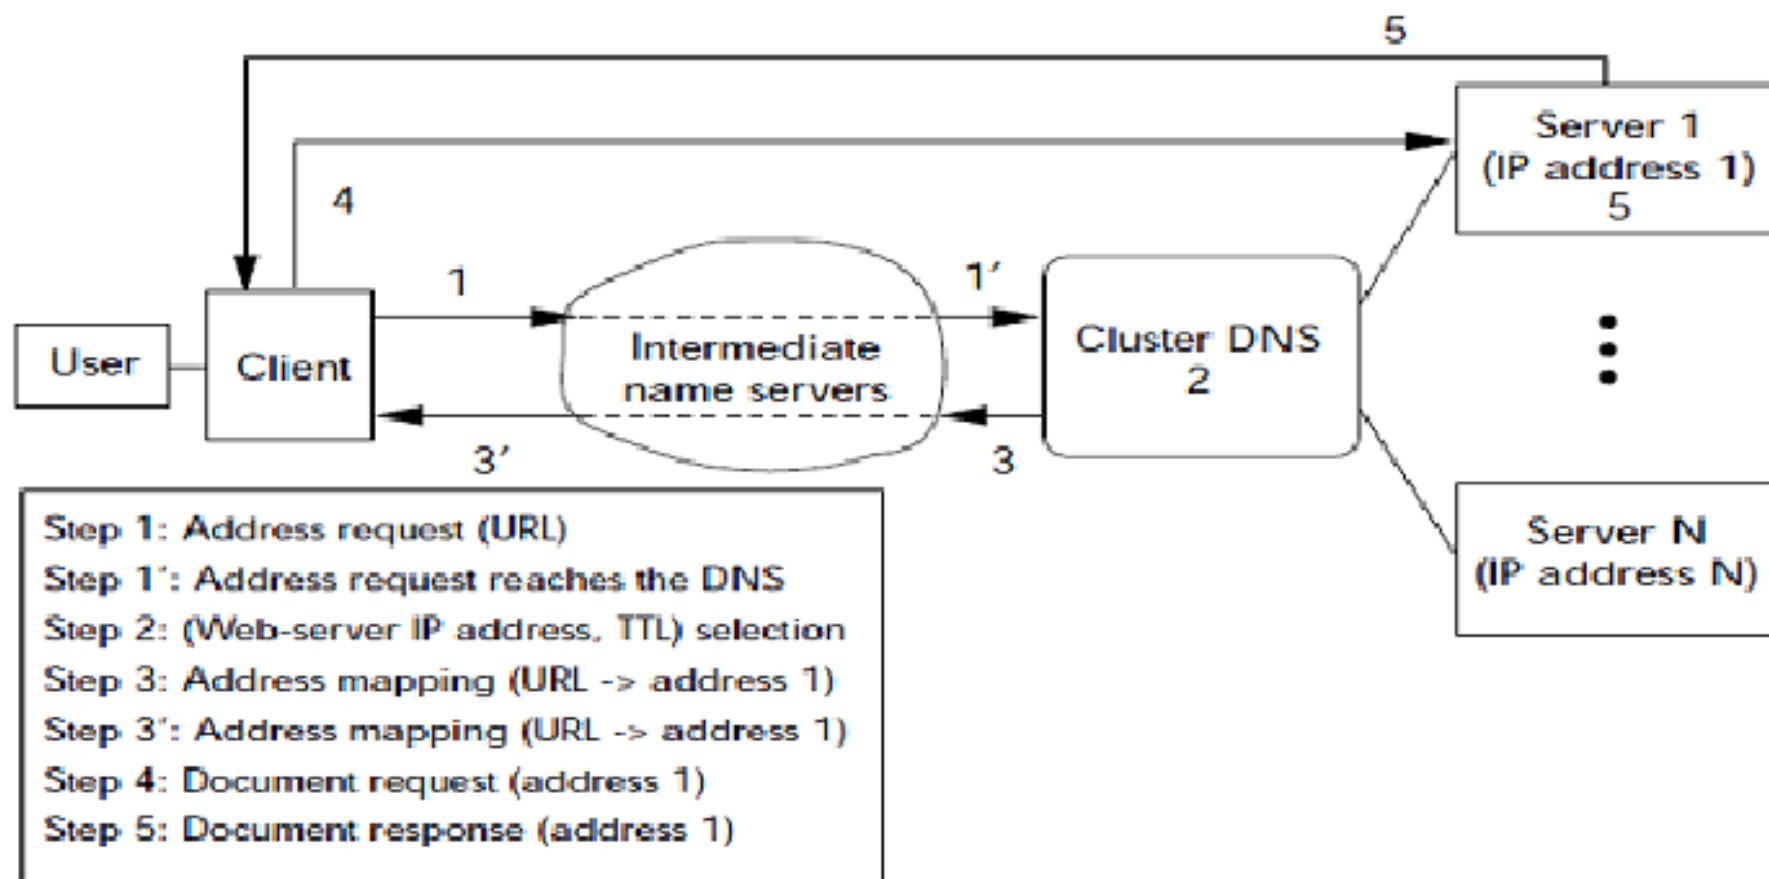 5
Server 1
(IP address 1)
5
4
1
1′
User
Client
Intermediate
name servers
Cluster DNS
2
3′
3
Server N
(IP address N)
Step 1: Address request (URL)
Step 1′: Address request reaches the DNS
Step 2: (Web-server IP address, TTL) selection
Step 3: Address mapping (URL -> address 1)
Step 3′: Address mapping (URL -> address 1)
Step 4: Document request (address 1)
Step 5: Document response (address 1)